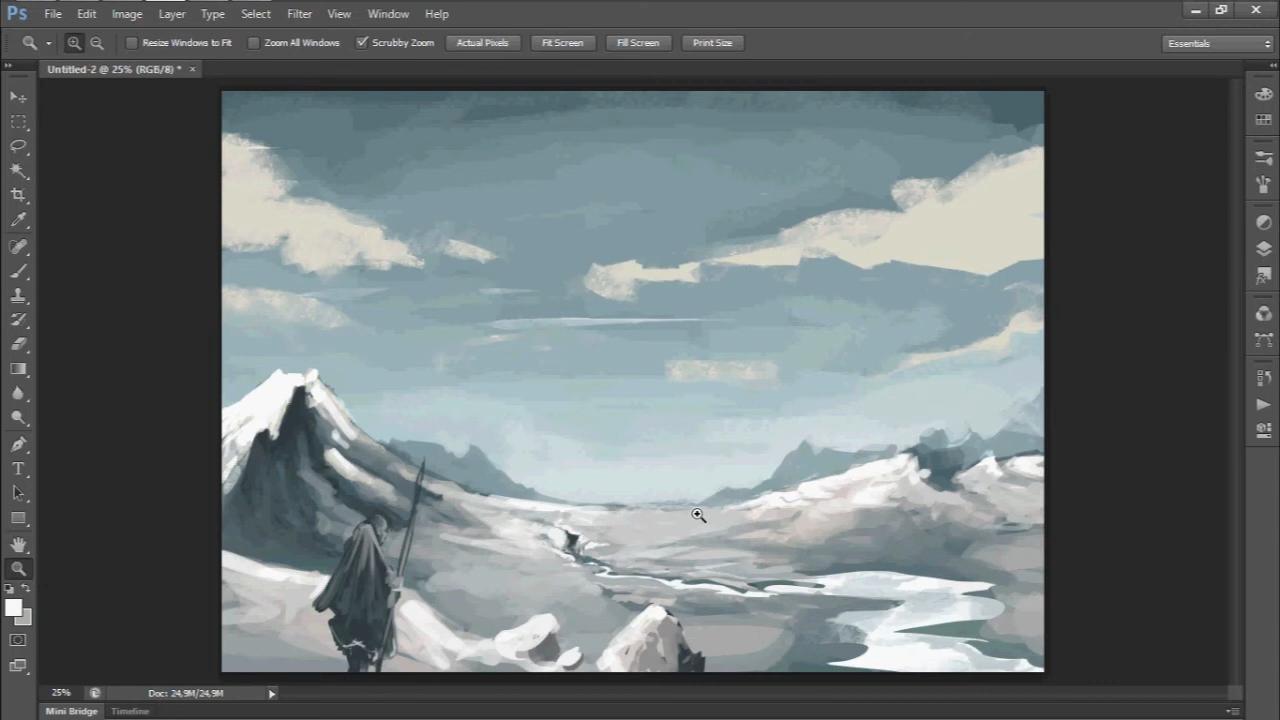 Ps File Edit Image Layer Type Select Filter View Window Help
Resize Windows to Fit Zoom All Windows Scrubby Zoom Actual Pixels Fit Screen Fill Screen Print Size Essentials
Untitled-2 @ 25% (RGB/8) * ×
25% Doc: 24,9M/24,9M
Mini Bridge Timeline